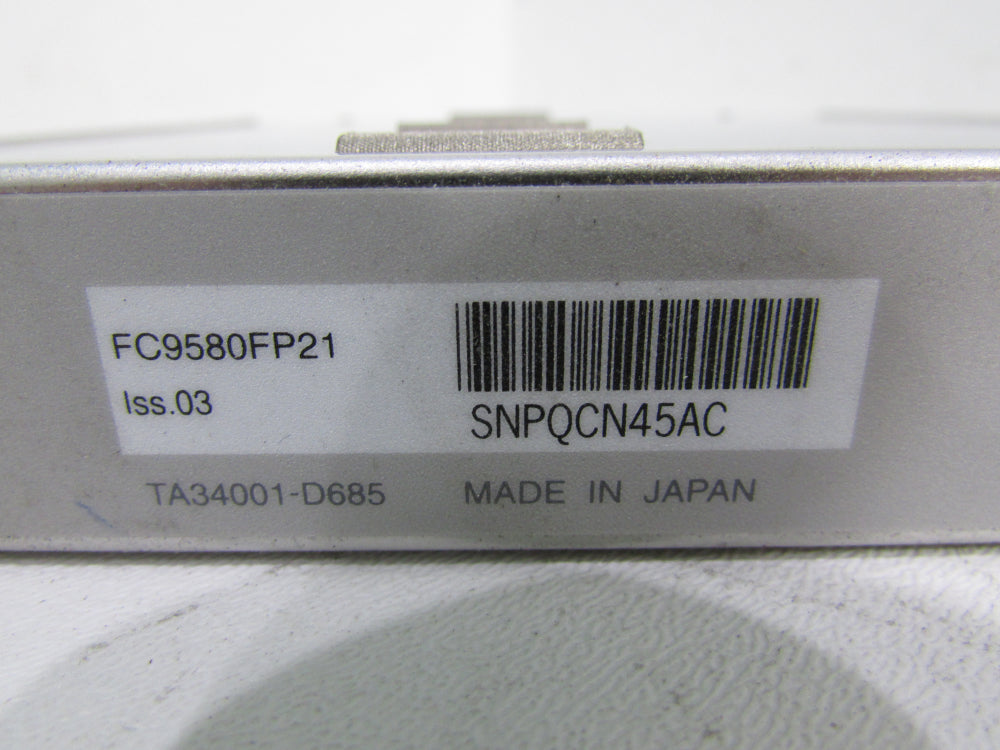 FC9580FP21
Iss.03
SNPQCN45AC
TA34001-D685 MADE IN JAPAN